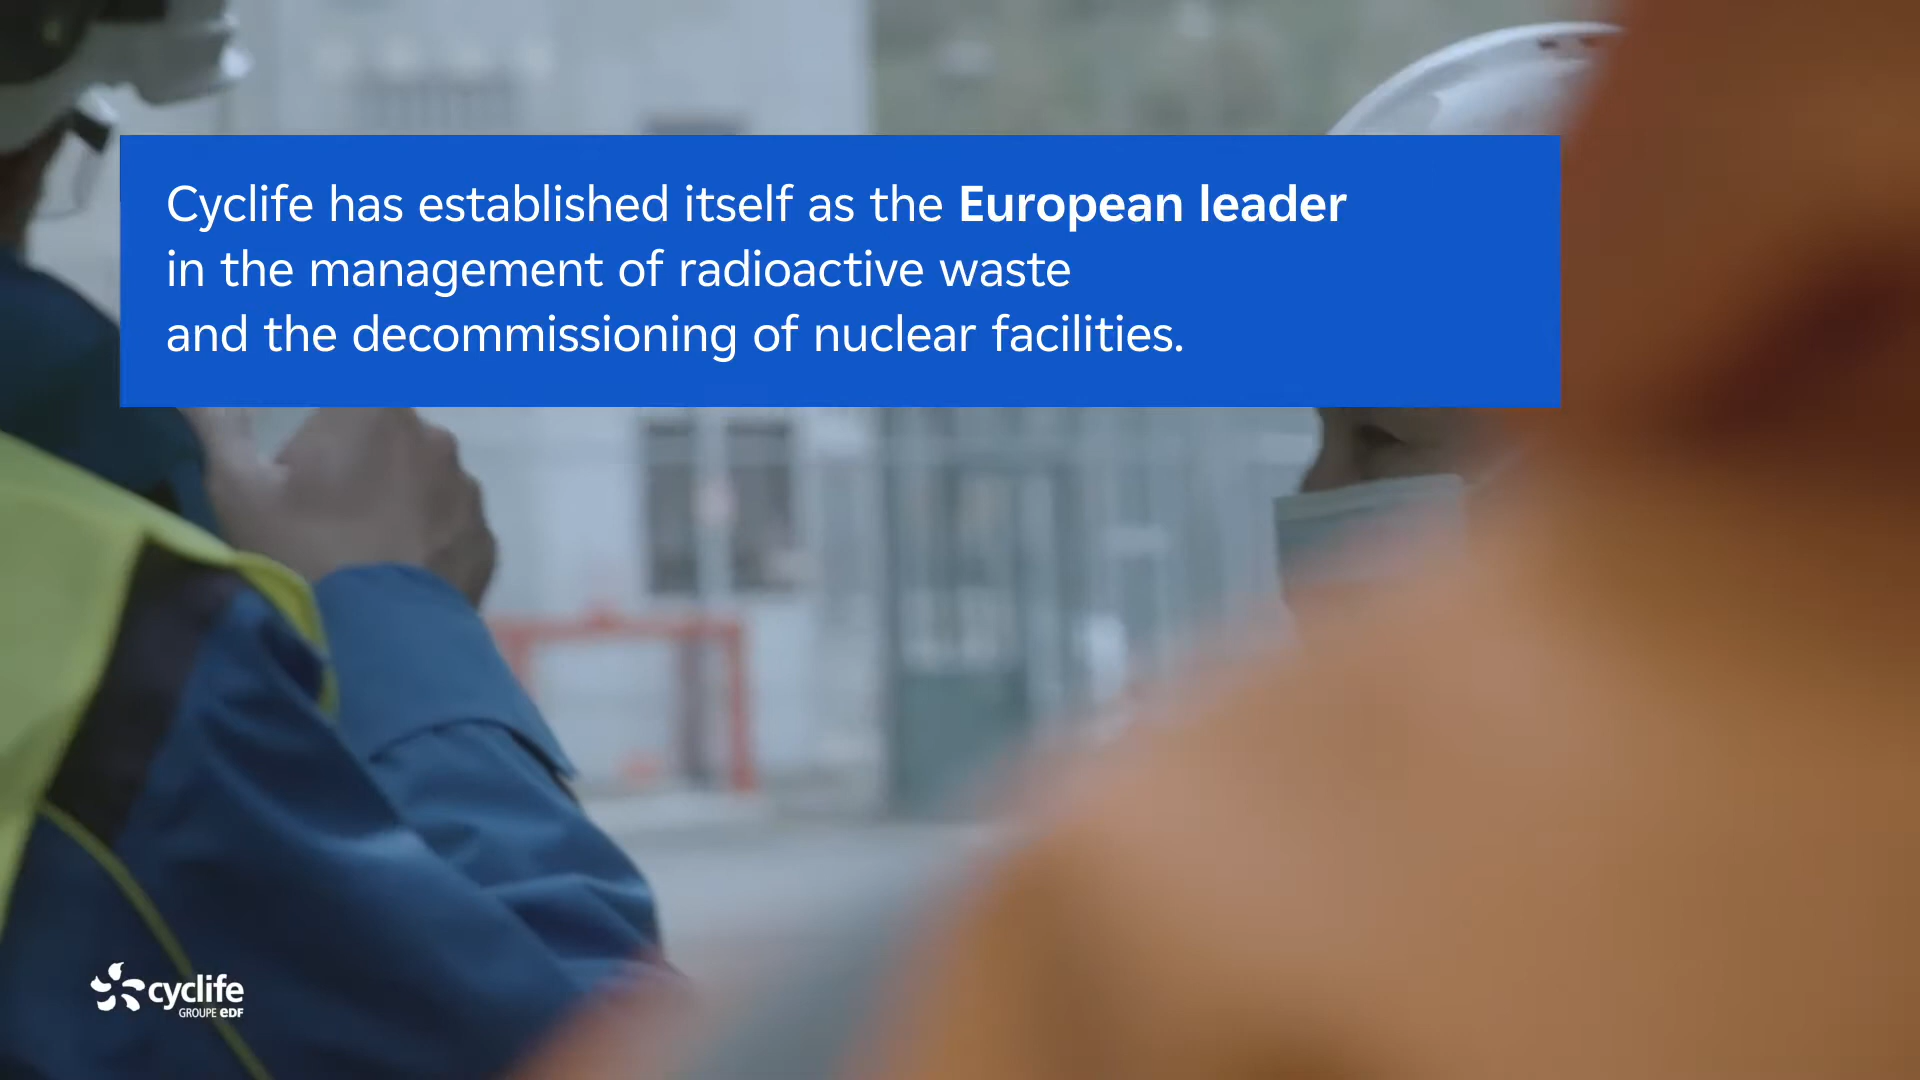 Cyclife has established itself as the European leader
in the management of radioactive waste
and the decommissioning of nuclear facilities.
cyclife
GROUPE eDF